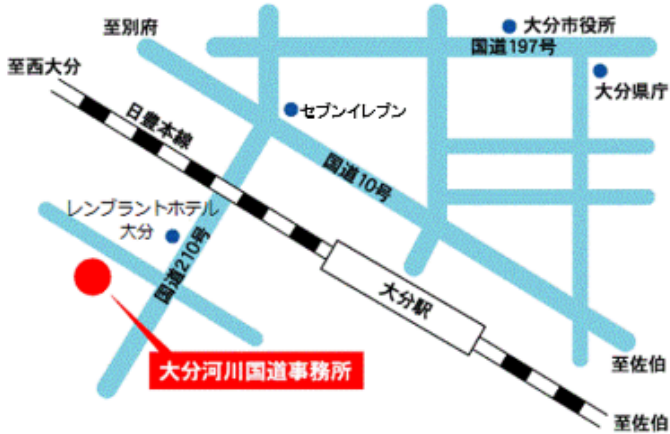 至別府
大分市役所
国道197号
至西大分
大分県庁
セブンイレブン
日豊本線
国道10号
レンブラントホテル
大分
国道210号
大分駅
大分河川国道事務所
至佐伯
至佐伯